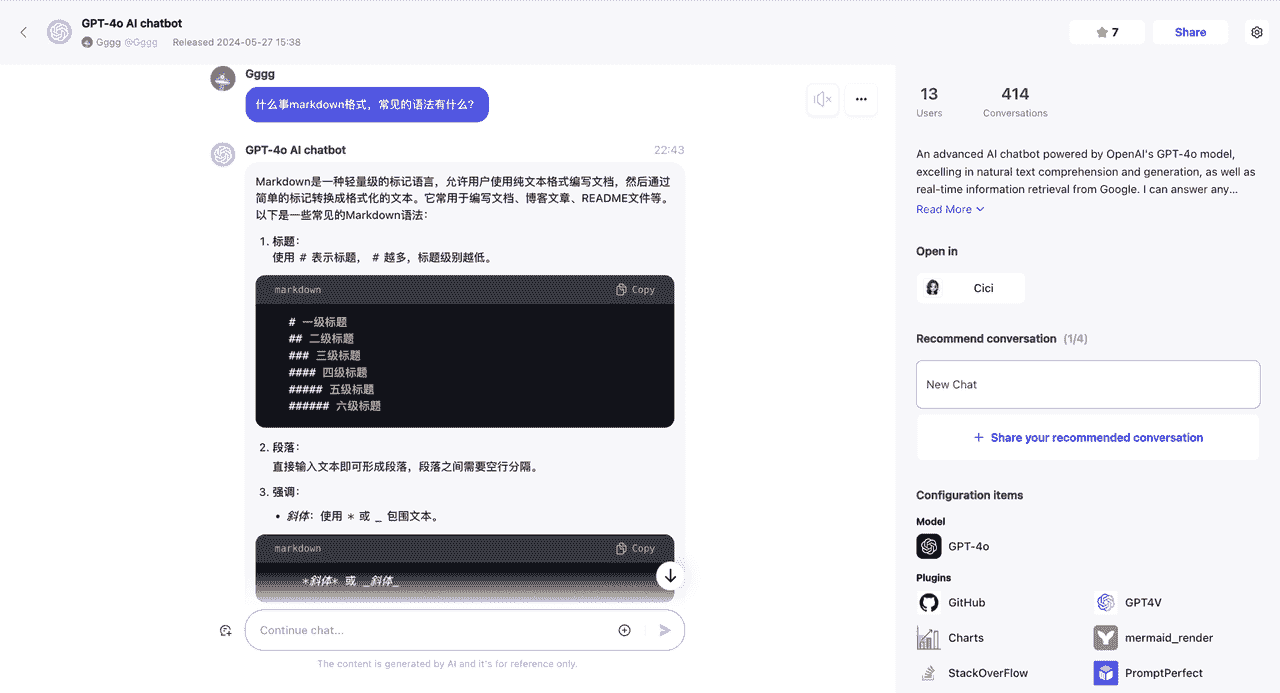 GPT-4o AI chatbot
Gggg @Gggg Released 2024-05-27 15:38
7
Share
Gggg
什么事markdown格式，常见的语法有什么?
GPT-4o AI chatbot 22:43
Markdown是一种轻量级的标记语言，允许用户使用纯文本格式编写文档，然后通过
简单的标记转换成格式化的文本。它常用于编写文档、博客文章、README文件等。
以下是一些常见的Markdown语法：
1. 标题：
使用 # 表示标题， # 越多，标题级别越低。
markdown Copy
# 一级标题
## 二级标题
### 三级标题
#### 四级标题
##### 五级标题
###### 六级标题
2. 段落：
直接输入文本即可形成段落，段落之间需要空行分隔。
3. 强调：
• 斜体：使用 * 或 _ 包围文本。
markdown Copy
*斜体* 或 _斜体_
Continue chat...
The content is generated by AI and it's for reference only.
13 414
Users Conversations
An advanced AI chatbot powered by OpenAI's GPT-4o model,
excelling in natural text comprehension and generation, as well as
real-time information retrieval from Google. I can answer any...
Read More
Open in
Cici
Recommend conversation (1/4)
New Chat
+ Share your recommended conversation
Configuration items
Model
GPT-4o
Plugins
GitHub GPT4V
Charts mermaid_render
StackOverFlow PromptPerfect